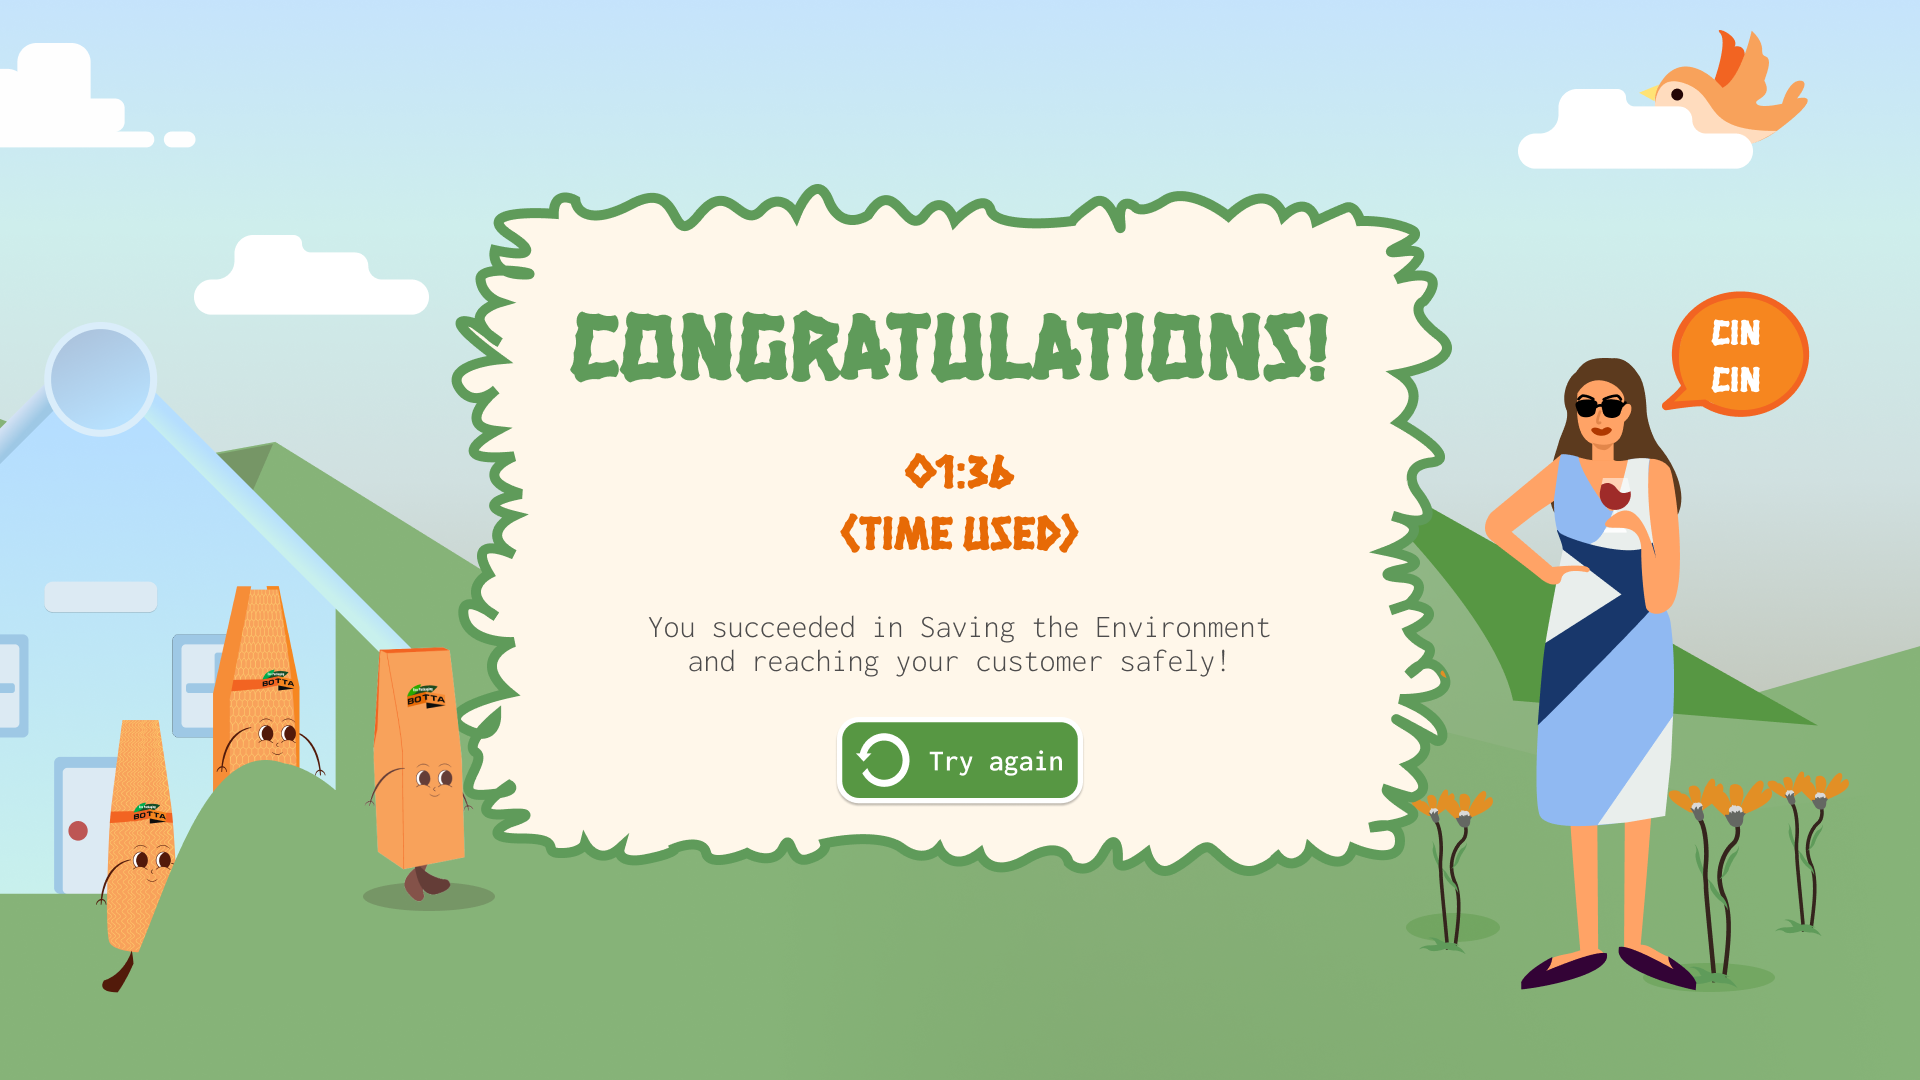 CONGRATULATIONS!
01:36
<TIME USED>
You succeeded in Saving the Environment
and reaching your customer safely!
Try again
CIN
CIN
BOTTA
BOTTA
BOTTA